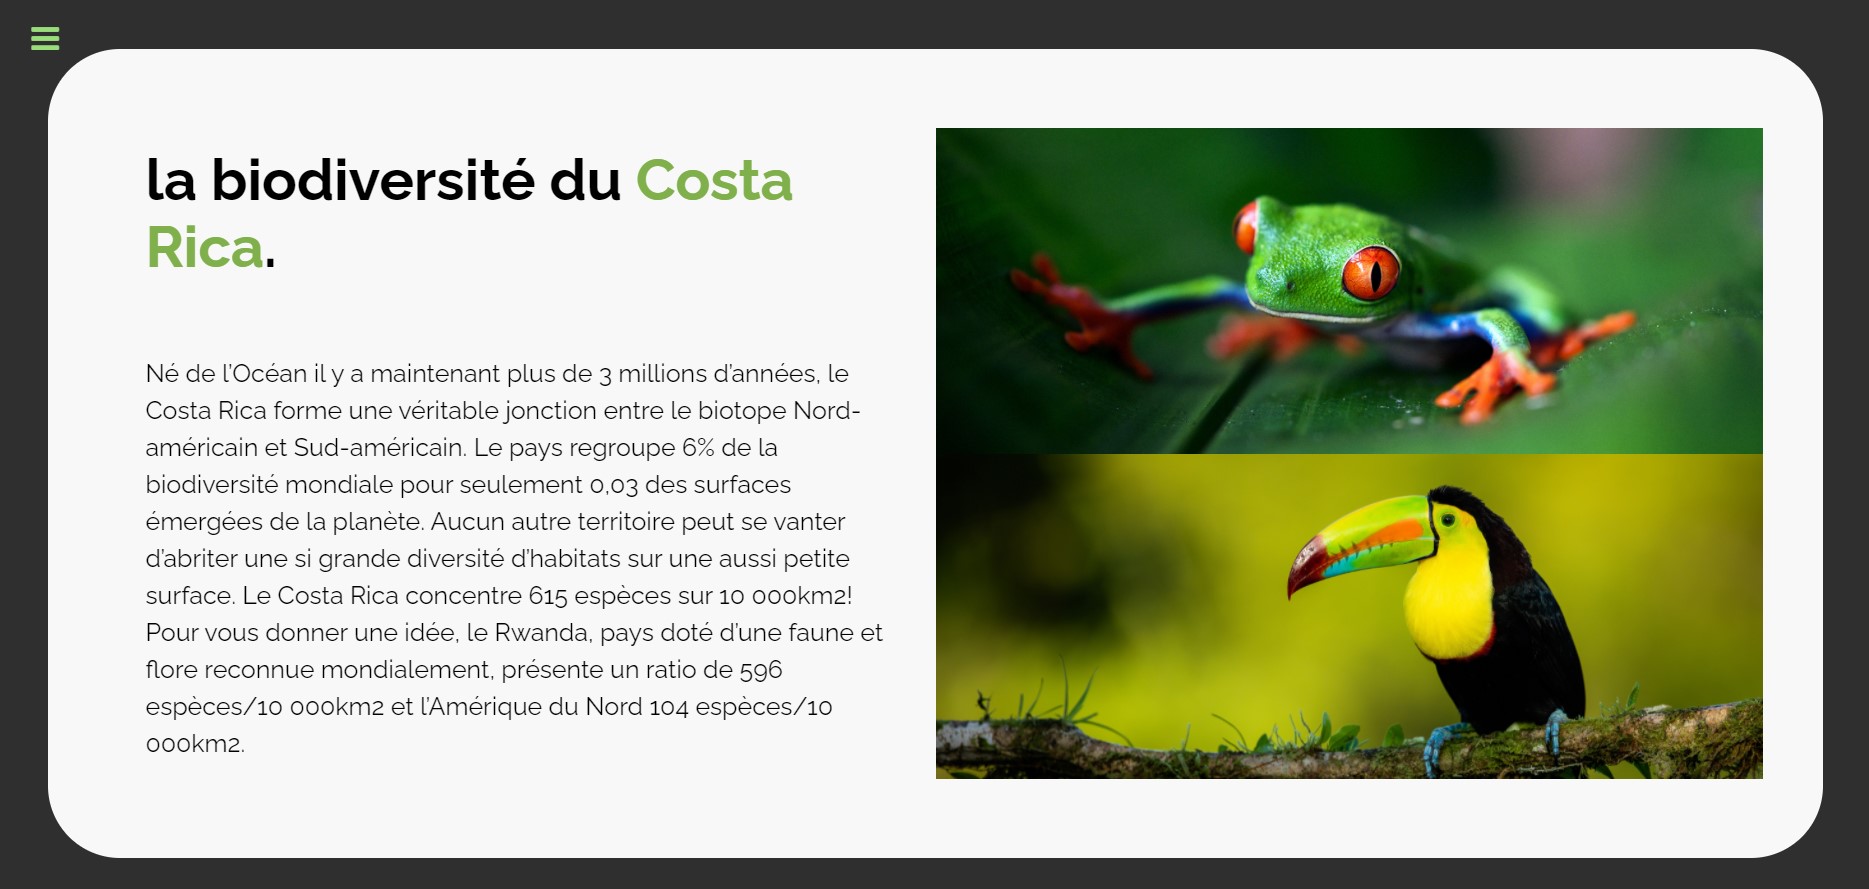 la biodiversité du Costa
Rica.
Né de l’Océan il y a maintenant plus de 3 millions d’années, le
Costa Rica forme une véritable jonction entre le biotope Nord-
américain et Sud-américain. Le pays regroupe 6% de la
biodiversité mondiale pour seulement 0,03 des surfaces
émergées de la planète. Aucun autre territoire peut se vanter
d’abriter une si grande diversité d’habitats sur une aussi petite
surface. Le Costa Rica concentre 615 espèces sur 10 000km2!
Pour vous donner une idée, le Rwanda, pays doté d’une faune et
flore reconnue mondialement, présente un ratio de 596
espèces/10 000km2 et l’Amérique du Nord 104 espèces/10
000km2.